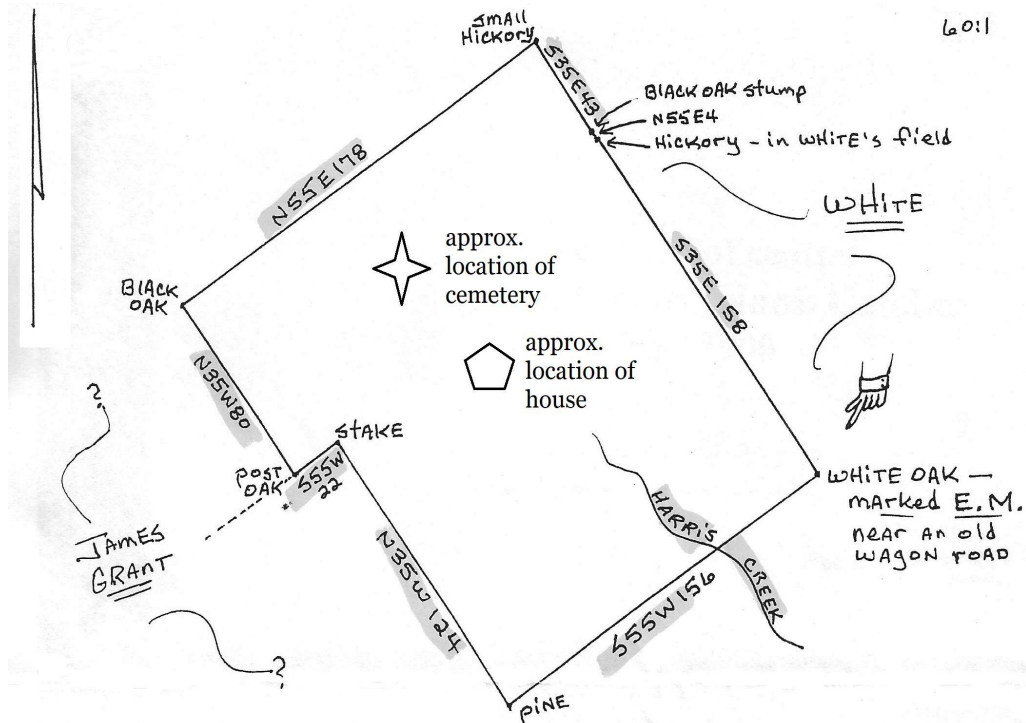 60:1
SMALL
HICKORY
S35E43W
BLACK OAK stump
N55E4
HICKORY - IN WHITE'S field
WHITE
N55E178
approx.
location of
cemetery
S35E158
BLACK
OAK
approx.
location of
house
N35W80
?
STAKE
POST
OAK
S55W
22
WHITE OAK —
marked E.M.
near an old
WAGON ROAD
HARRIS
CREEK
JAMES
GRANT
N35W124
S55W156
?
PINE